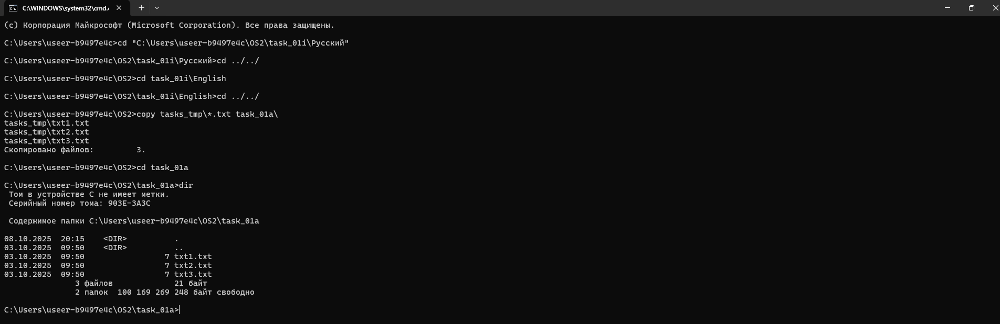 C:\WINDOWS\system32\cmd.
(c) Корпорация Майкрософт (Microsoft Corporation). Все права защищены.
C:\Users\useer-b9497e4c>cd "C:\Users\useer-b9497e4c\OS2\task_01i\Русский"
C:\Users\useer-b9497e4c\OS2\task_01i\Русский>cd ../../
C:\Users\useer-b9497e4c\OS2>cd task_01i\English
C:\Users\useer-b9497e4c\OS2\task_01i\English>cd ../../
C:\Users\useer-b9497e4c\OS2>copy tasks_tmp\*.txt task_01a\
tasks_tmp\txt1.txt
tasks_tmp\txt2.txt
tasks_tmp\txt3.txt
Скопировано файлов:         3.
C:\Users\useer-b9497e4c\OS2>cd task_01a
C:\Users\useer-b9497e4c\OS2\task_01a>dir
 Том в устройстве C не имеет метки.
 Серийный номер тома: 903E-3A3C
 Содержимое папки C:\Users\useer-b9497e4c\OS2\task_01a
08.10.2025  20:15    <DIR>          .
03.10.2025  09:50    <DIR>          ..
03.10.2025  09:50                 7 txt1.txt
03.10.2025  09:50                 7 txt2.txt
03.10.2025  09:50                 7 txt3.txt
               3 файлов             21 байт
               2 папок  100 169 269 248 байт свободно
C:\Users\useer-b9497e4c\OS2\task_01a>